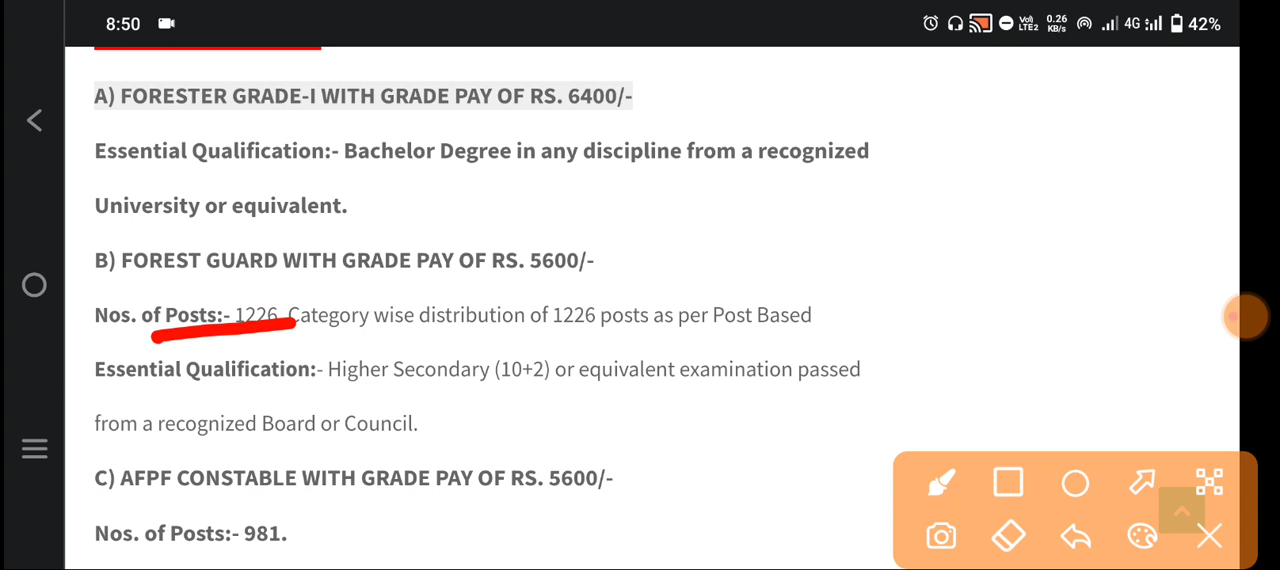 8:50 Vol) LTE2 0.26 KB/s 4G 42%
A) FORESTER GRADE-I WITH GRADE PAY OF RS. 6400/-
Essential Qualification:- Bachelor Degree in any discipline from a recognized
University or equivalent.
B) FOREST GUARD WITH GRADE PAY OF RS. 5600/-
Nos. of Posts:- 1226. Category wise distribution of 1226 posts as per Post Based
Essential Qualification:- Higher Secondary (10+2) or equivalent examination passed
from a recognized Board or Council.
C) AFPF CONSTABLE WITH GRADE PAY OF RS. 5600/-
Nos. of Posts:- 981.